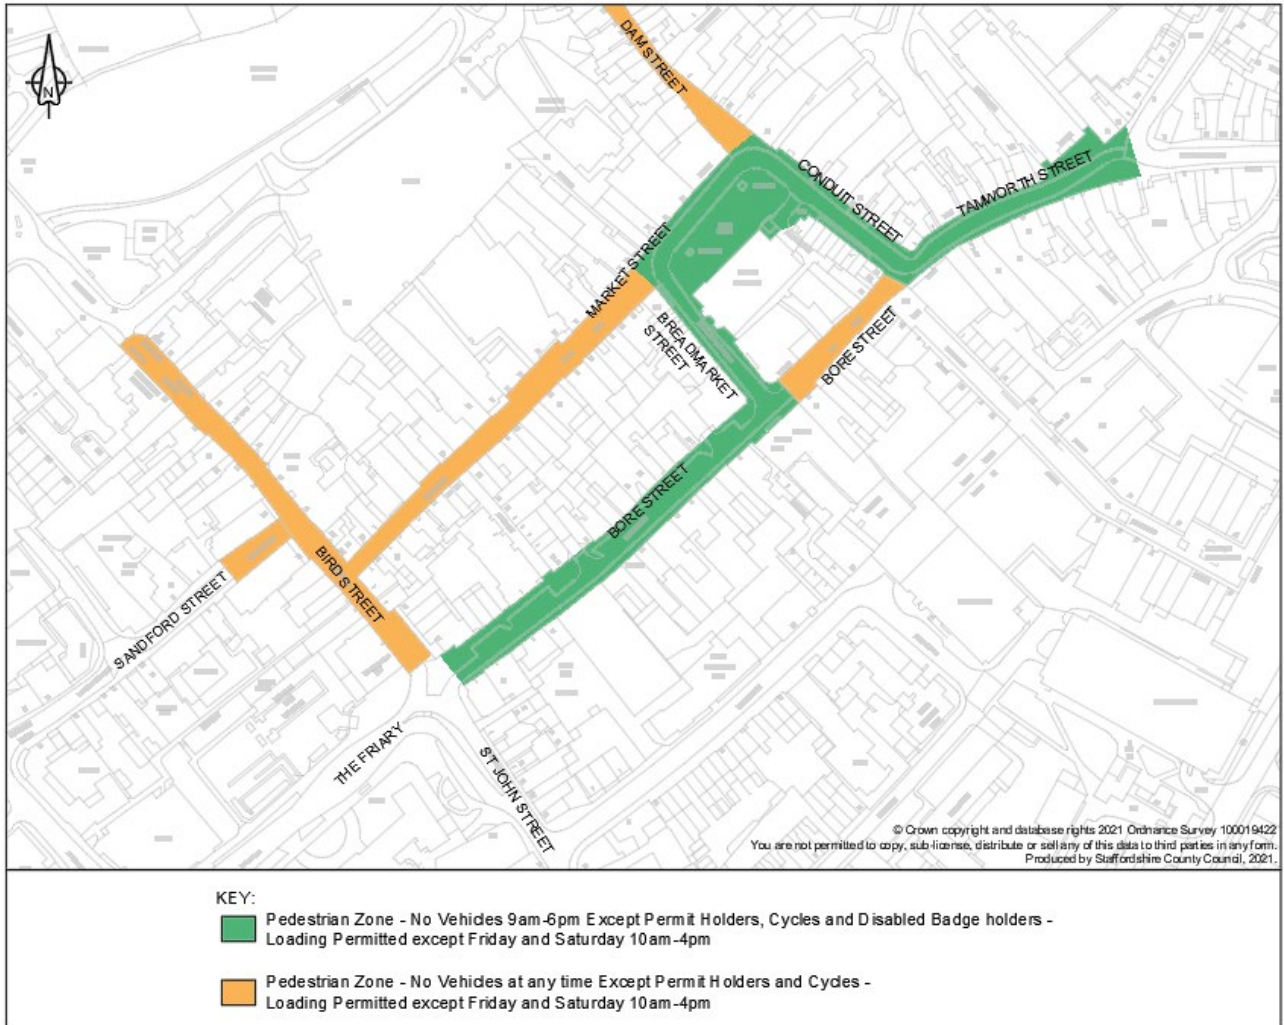 DAM STREET
N
CONDUIT STREET
TAMWORTH STREET
MARKET STREET
BREADMARKET
STREET
BORE STREET
BORE STREET
BIRD STREET
SANDFORD STREET
THE FRIARY
ST JOHN STREET
© Crown copyright and database rights 2021 Ordnance Survey 100019422
You are not permitted to copy, sub-license, distribute or sell any of this data to third parties in any form.
Produced by Staffordshire County Council, 2021.
KEY:
Pedestrian Zone - No Vehicles 9am-6pm Except Permit Holders, Cycles and Disabled Badge holders -
Loading Permitted except Friday and Saturday 10am-4pm
Pedestrian Zone - No Vehicles at any time Except Permit Holders and Cycles -
Loading Permitted except Friday and Saturday 10am-4pm